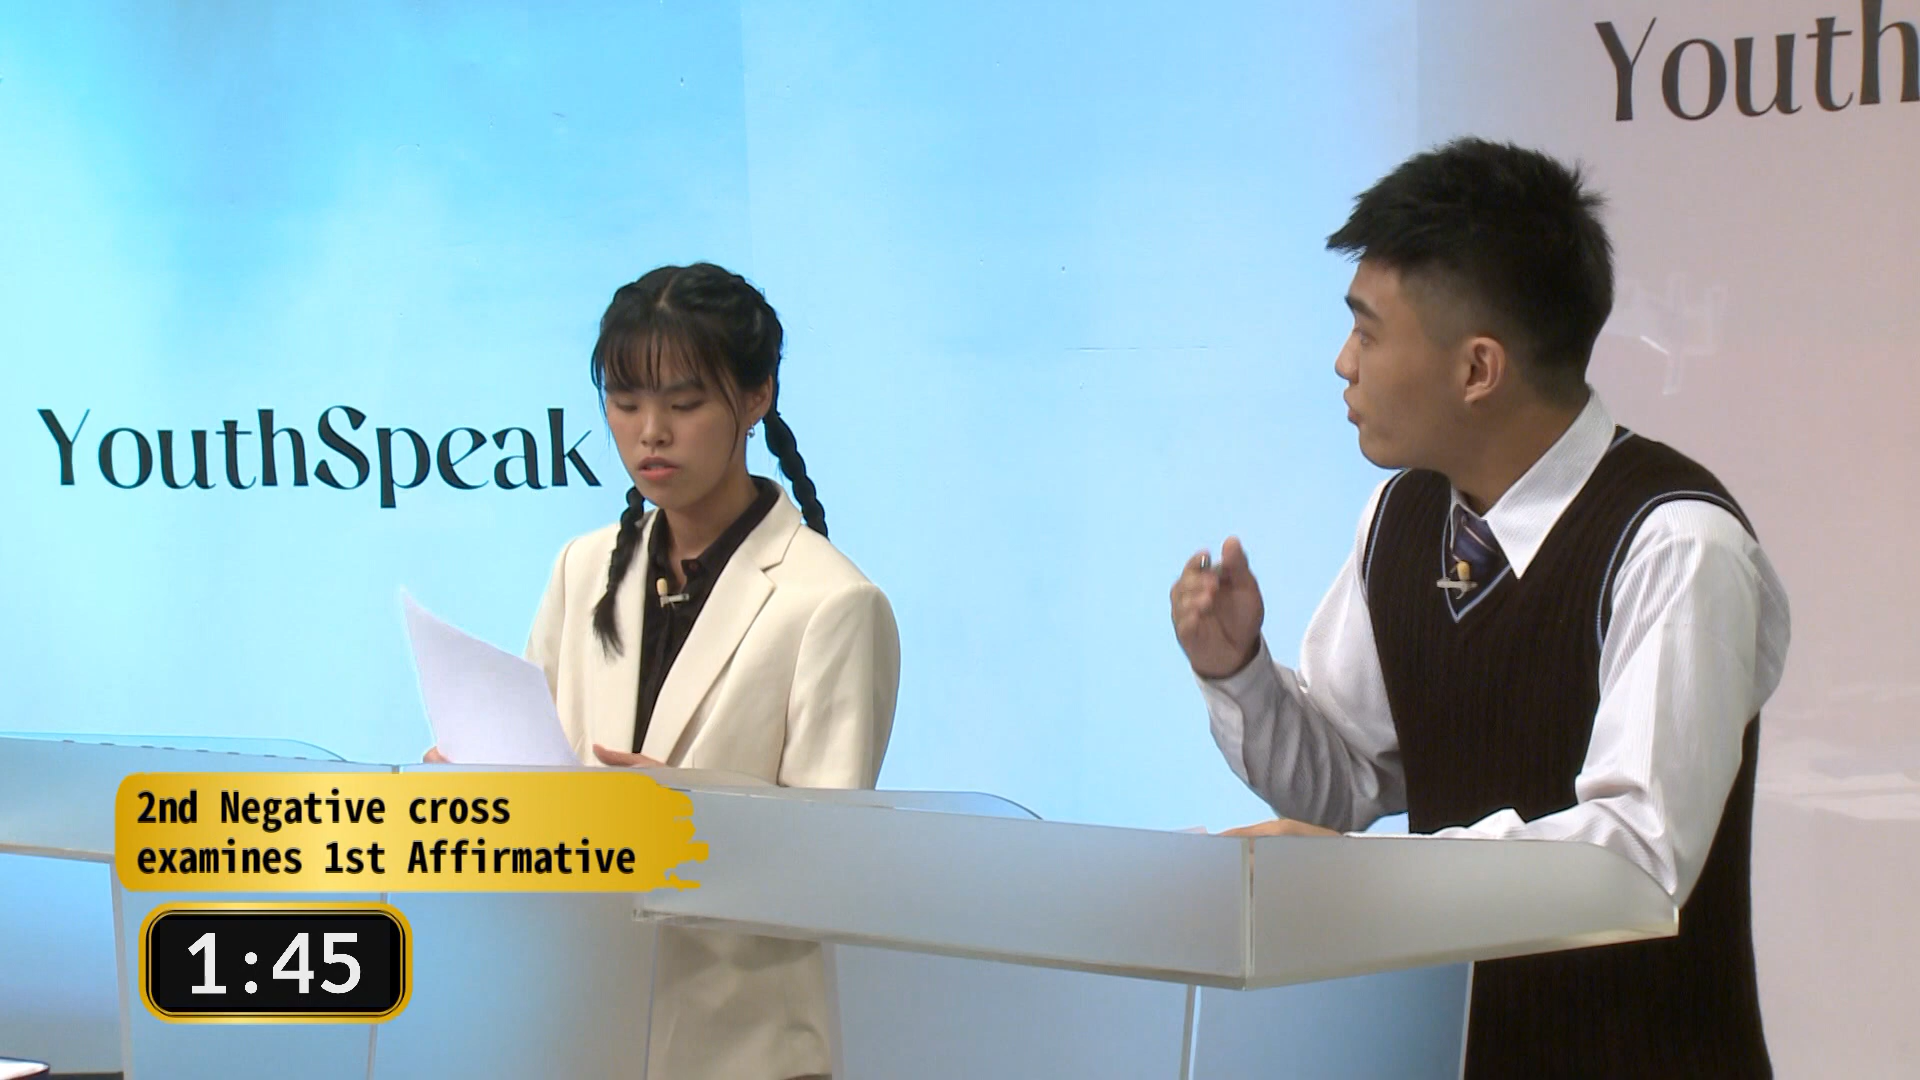 Youth
YouthSpeak
2nd Negative cross
examines 1st Affirmative
1:45